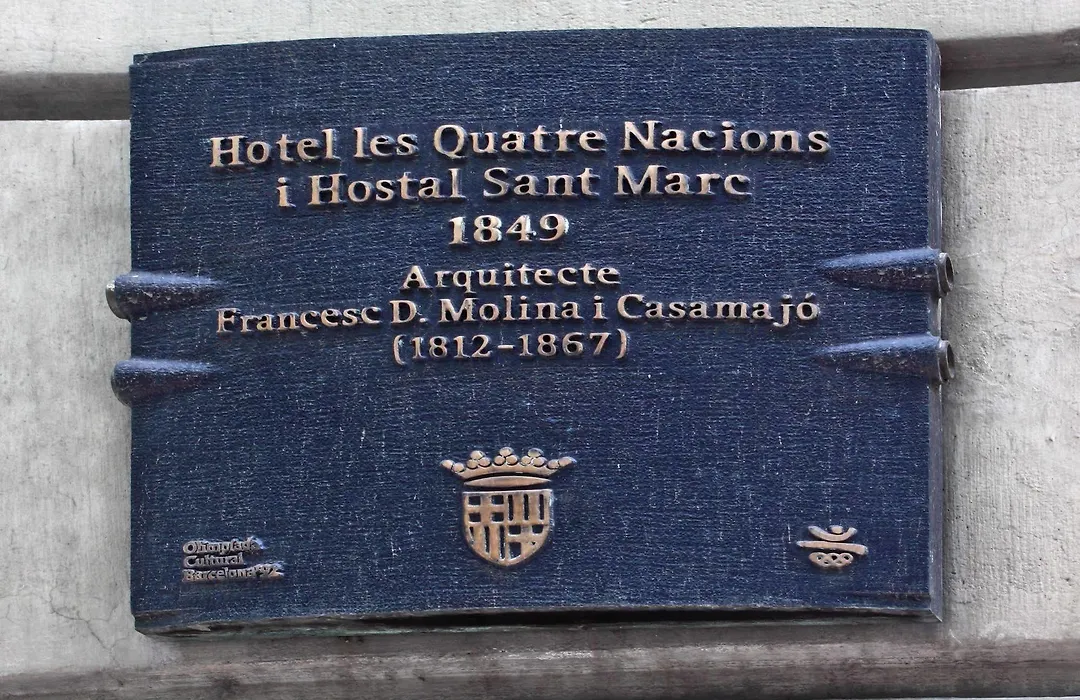 Hotel les Quatre Nacions
i Hostal Sant Marc
1849
Arquitecte
Francesc D. Molina i Casamajó
(1812-1867)
Olimpíada
Cultural
Barcelona'92